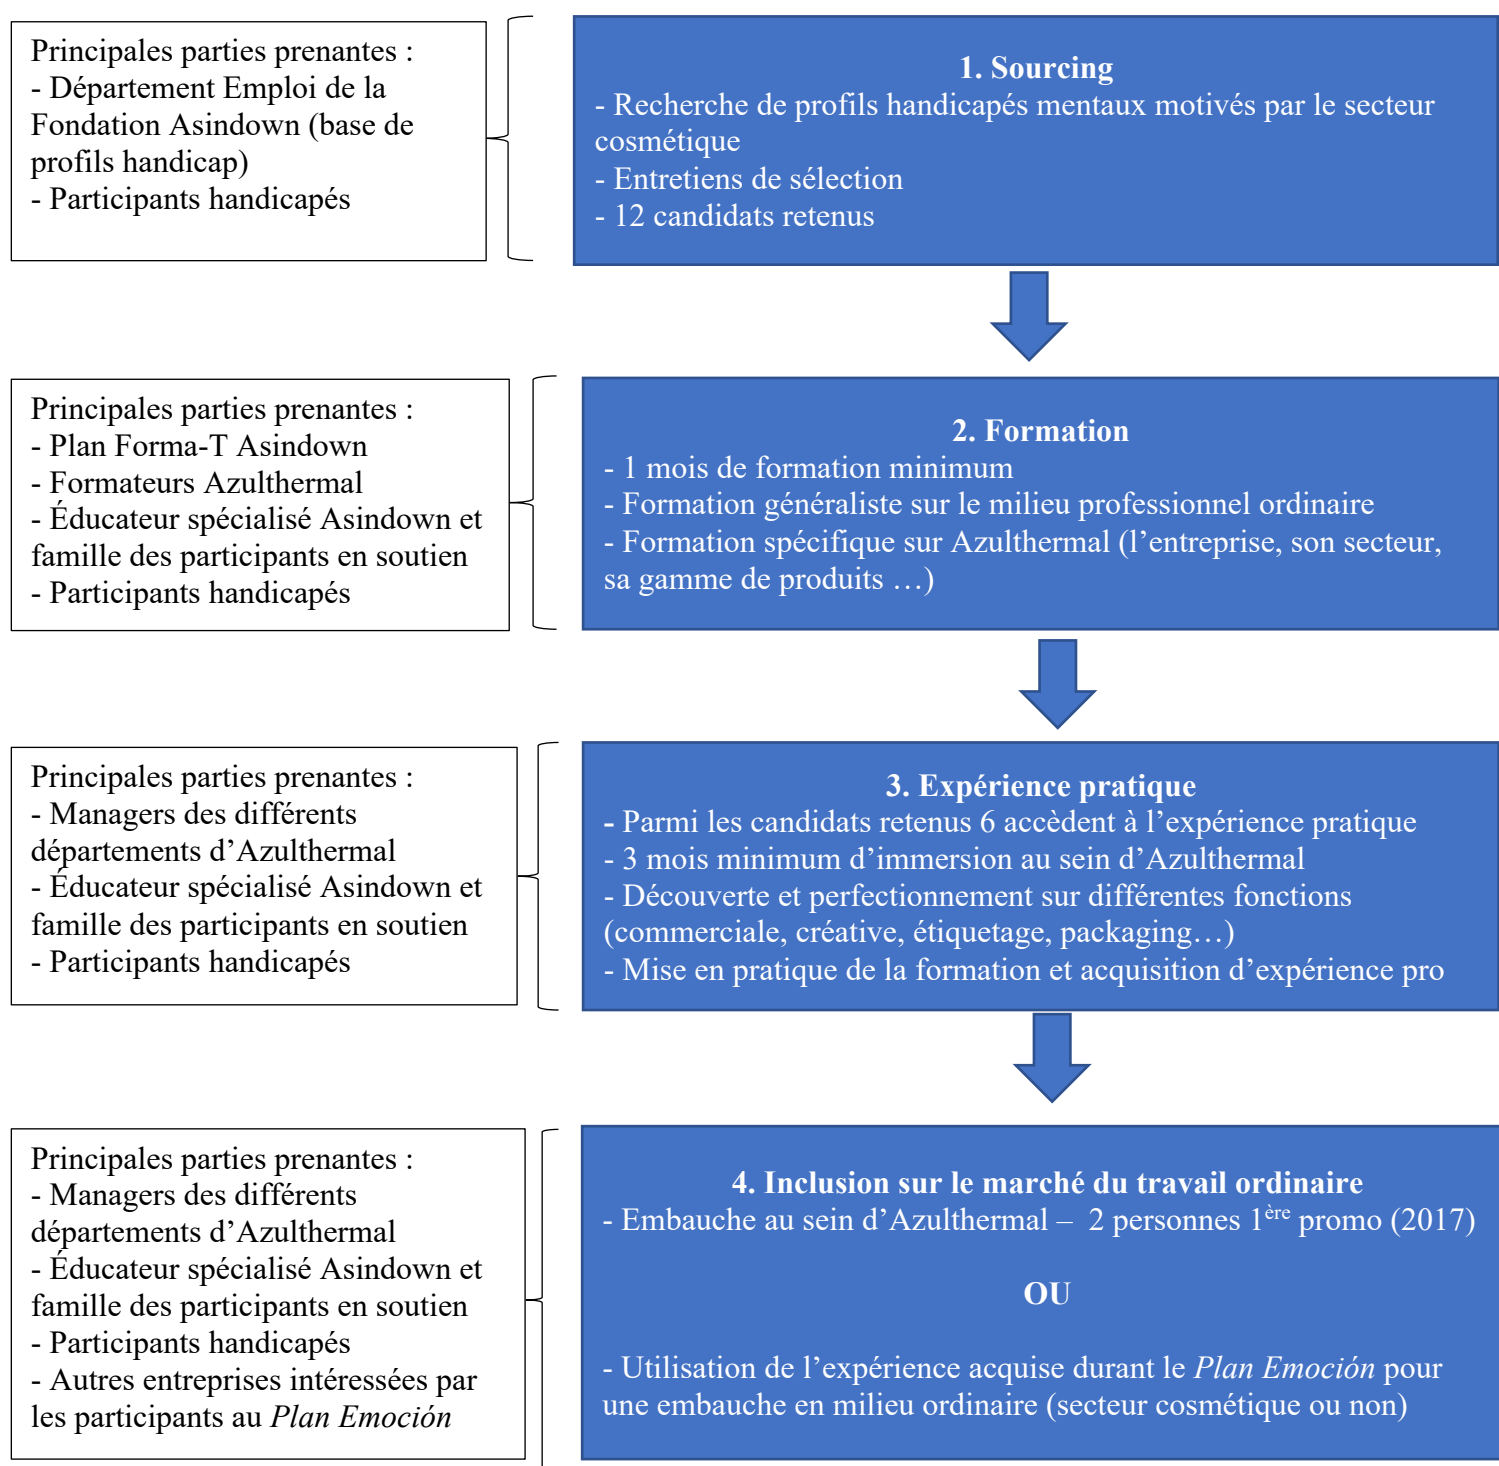 Principales parties prenantes :
- Département Emploi de la
Fondation Asindown (base de
profils handicap)
- Participants handicapés
1. Sourcing
- Recherche de profils handicapés mentaux motivés par le secteur
cosmétique
- Entretiens de sélection
- 12 candidats retenus
Principales parties prenantes :
- Plan Forma-T Asindown
- Formateurs Azulthermal
- Éducateur spécialisé Asindown et
famille des participants en soutien
- Participants handicapés
2. Formation
- 1 mois de formation minimum
- Formation généraliste sur le milieu professionnel ordinaire
- Formation spécifique sur Azulthermal (l’entreprise, son secteur,
sa gamme de produits …)
Principales parties prenantes :
- Managers des différents
départements d’Azulthermal
- Éducateur spécialisé Asindown et
famille des participants en soutien
- Participants handicapés
3. Expérience pratique
- Parmi les candidats retenus 6 accèdent à l’expérience pratique
- 3 mois minimum d’immersion au sein d’Azulthermal
- Découverte et perfectionnement sur différentes fonctions
(commerciale, créative, étiquetage, packaging…)
- Mise en pratique de la formation et acquisition d’expérience pro
Principales parties prenantes :
- Managers des différents
départements d’Azulthermal
- Éducateur spécialisé Asindown et
famille des participants en soutien
- Participants handicapés
- Autres entreprises intéressées par
les participants au Plan Emoción
4. Inclusion sur le marché du travail ordinaire
- Embauche au sein d’Azulthermal – 2 personnes 1ère promo (2017)
OU
- Utilisation de l’expérience acquise durant le Plan Emoción pour
une embauche en milieu ordinaire (secteur cosmétique ou non)